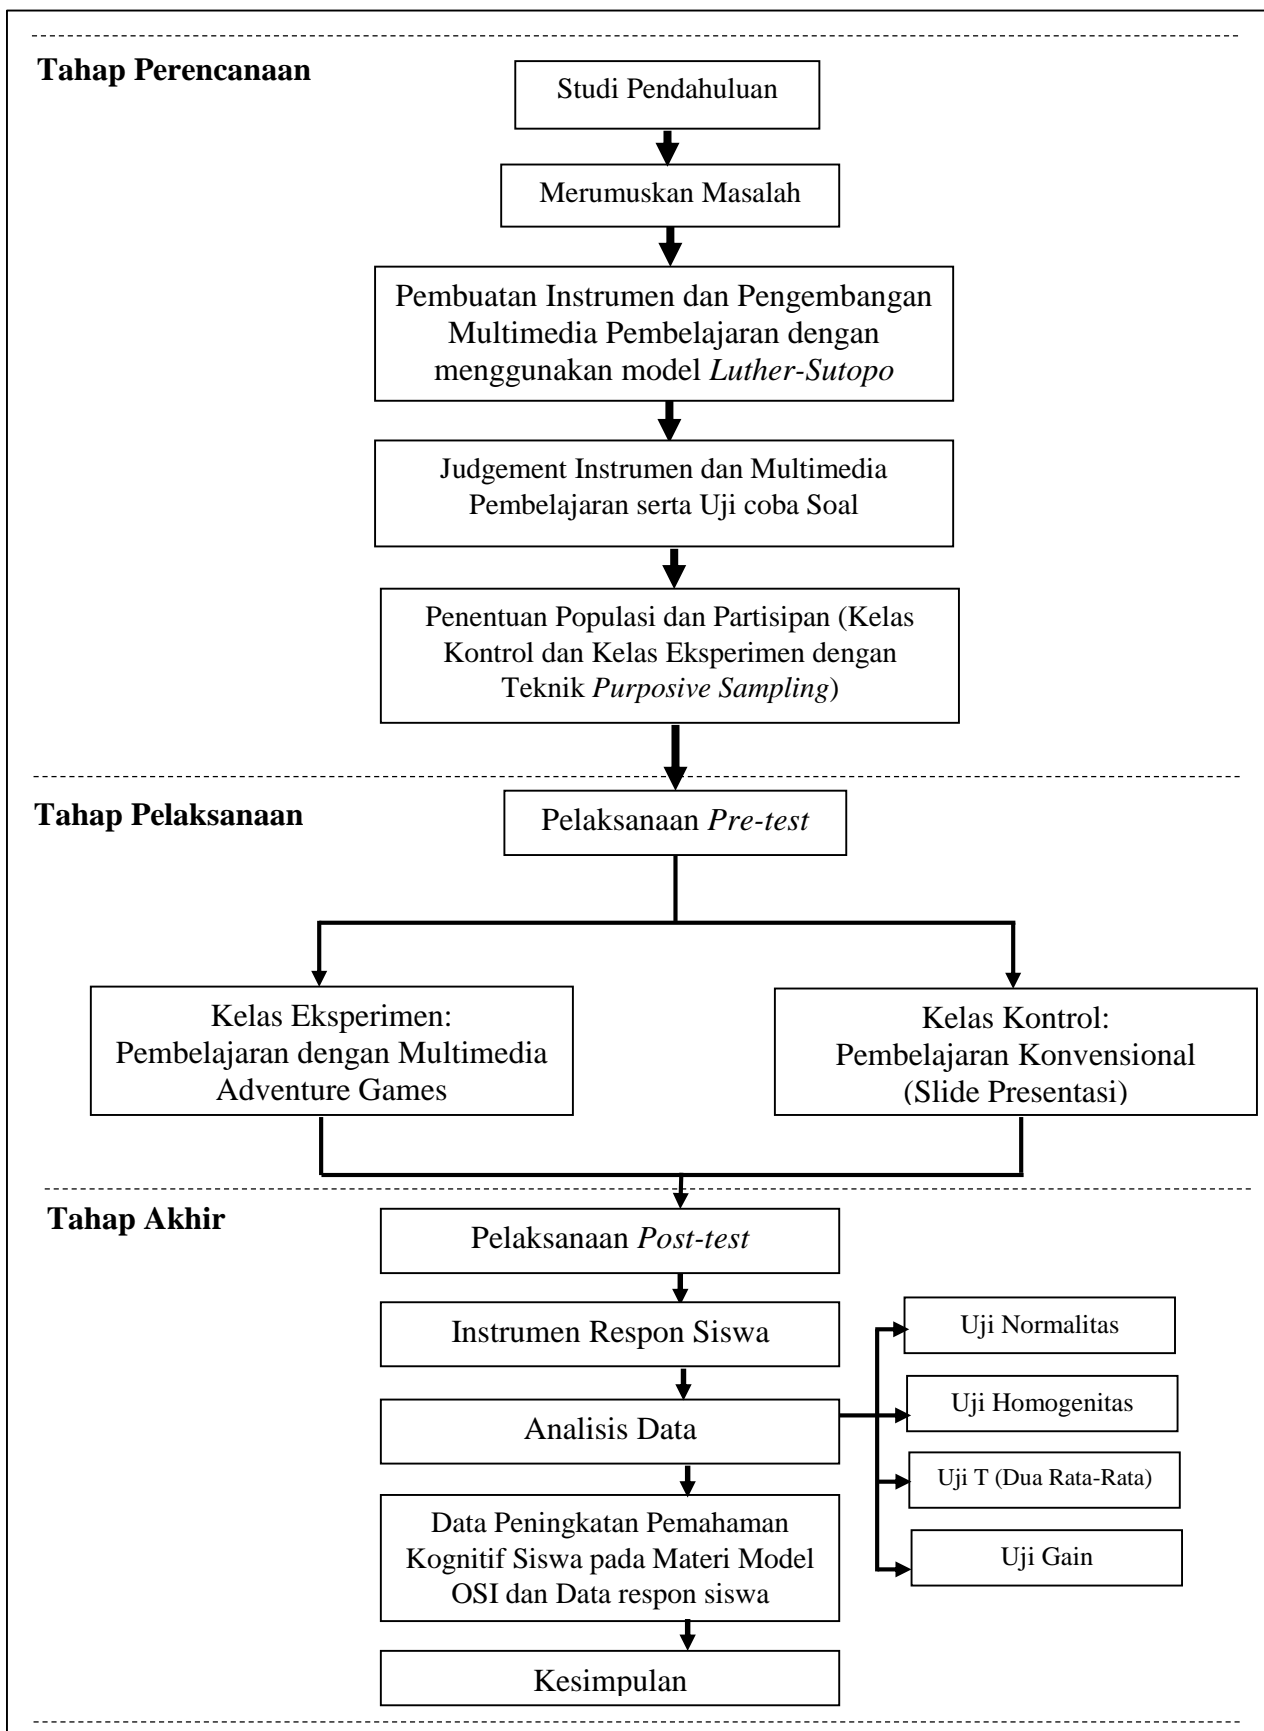 Tahap Perencanaan
Studi Pendahuluan
Merumuskan Masalah
Pembuatan Instrumen dan Pengembangan
Multimedia Pembelajaran dengan
menggunakan model Luther-Sutopo
Judgement Instrumen dan Multimedia
Pembelajaran serta Uji coba Soal
Penentuan Populasi dan Partisipan (Kelas
Kontrol dan Kelas Eksperimen dengan
Teknik Purposive Sampling)
Tahap Pelaksanaan
Pelaksanaan Pre-test
Kelas Eksperimen:
Pembelajaran dengan Multimedia
Adventure Games
Kelas Kontrol:
Pembelajaran Konvensional
(Slide Presentasi)
Tahap Akhir
Pelaksanaan Post-test
Instrumen Respon Siswa
Analisis Data
Uji Normalitas
Uji Homogenitas
Uji T (Dua Rata-Rata)
Uji Gain
Data Peningkatan Pemahaman
Kognitif Siswa pada Materi Model
OSI dan Data respon siswa
Kesimpulan